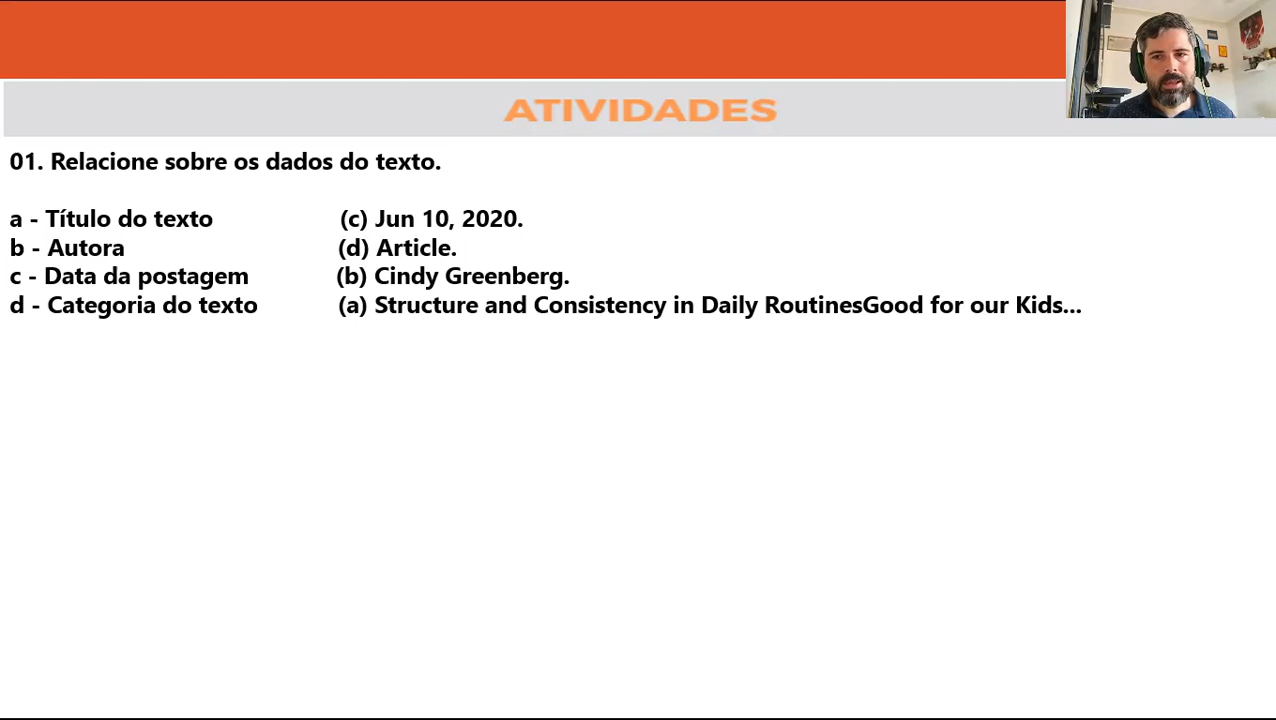 ATIVIDADES
01. Relacione sobre os dados do texto.
a - Título do texto (c) Jun 10, 2020.
b - Autora (d) Article.
c - Data da postagem (b) Cindy Greenberg.
d - Categoria do texto (a) Structure and Consistency in Daily RoutinesGood for our Kids...